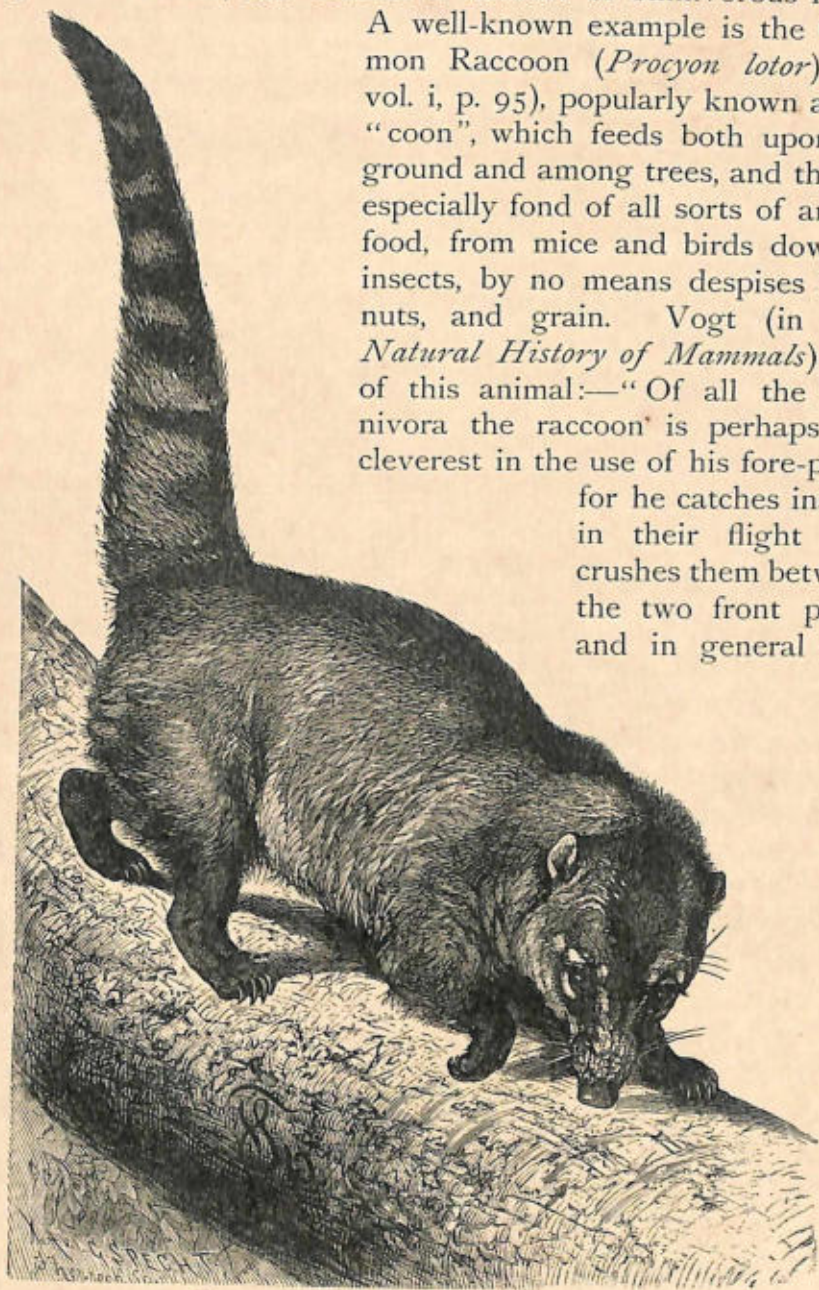 A well-known example is the
mon Raccoon (Procyon lotor)
vol. i, p. 95), popularly known a
“coon”, which feeds both upon
ground and among trees, and th
especially fond of all sorts of an
food, from mice and birds dow
insects, by no means despises
nuts, and grain. Vogt (in
Natural History of Mammals)
of this animal:—“Of all the
nivora the raccoon is perhaps
cleverest in the use of his fore-p
for he catches in
in their flight
crushes them betw
the two front p
and in general
G. SPECHT